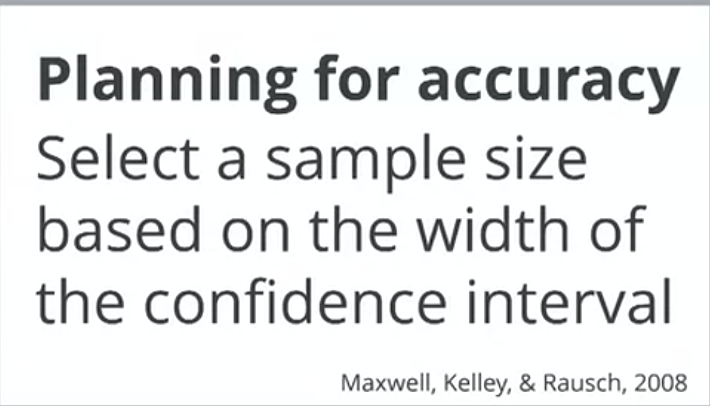 Planning for accuracy
Select a sample size
based on the width of
the confidence interval
Maxwell, Kelley, & Rausch, 2008